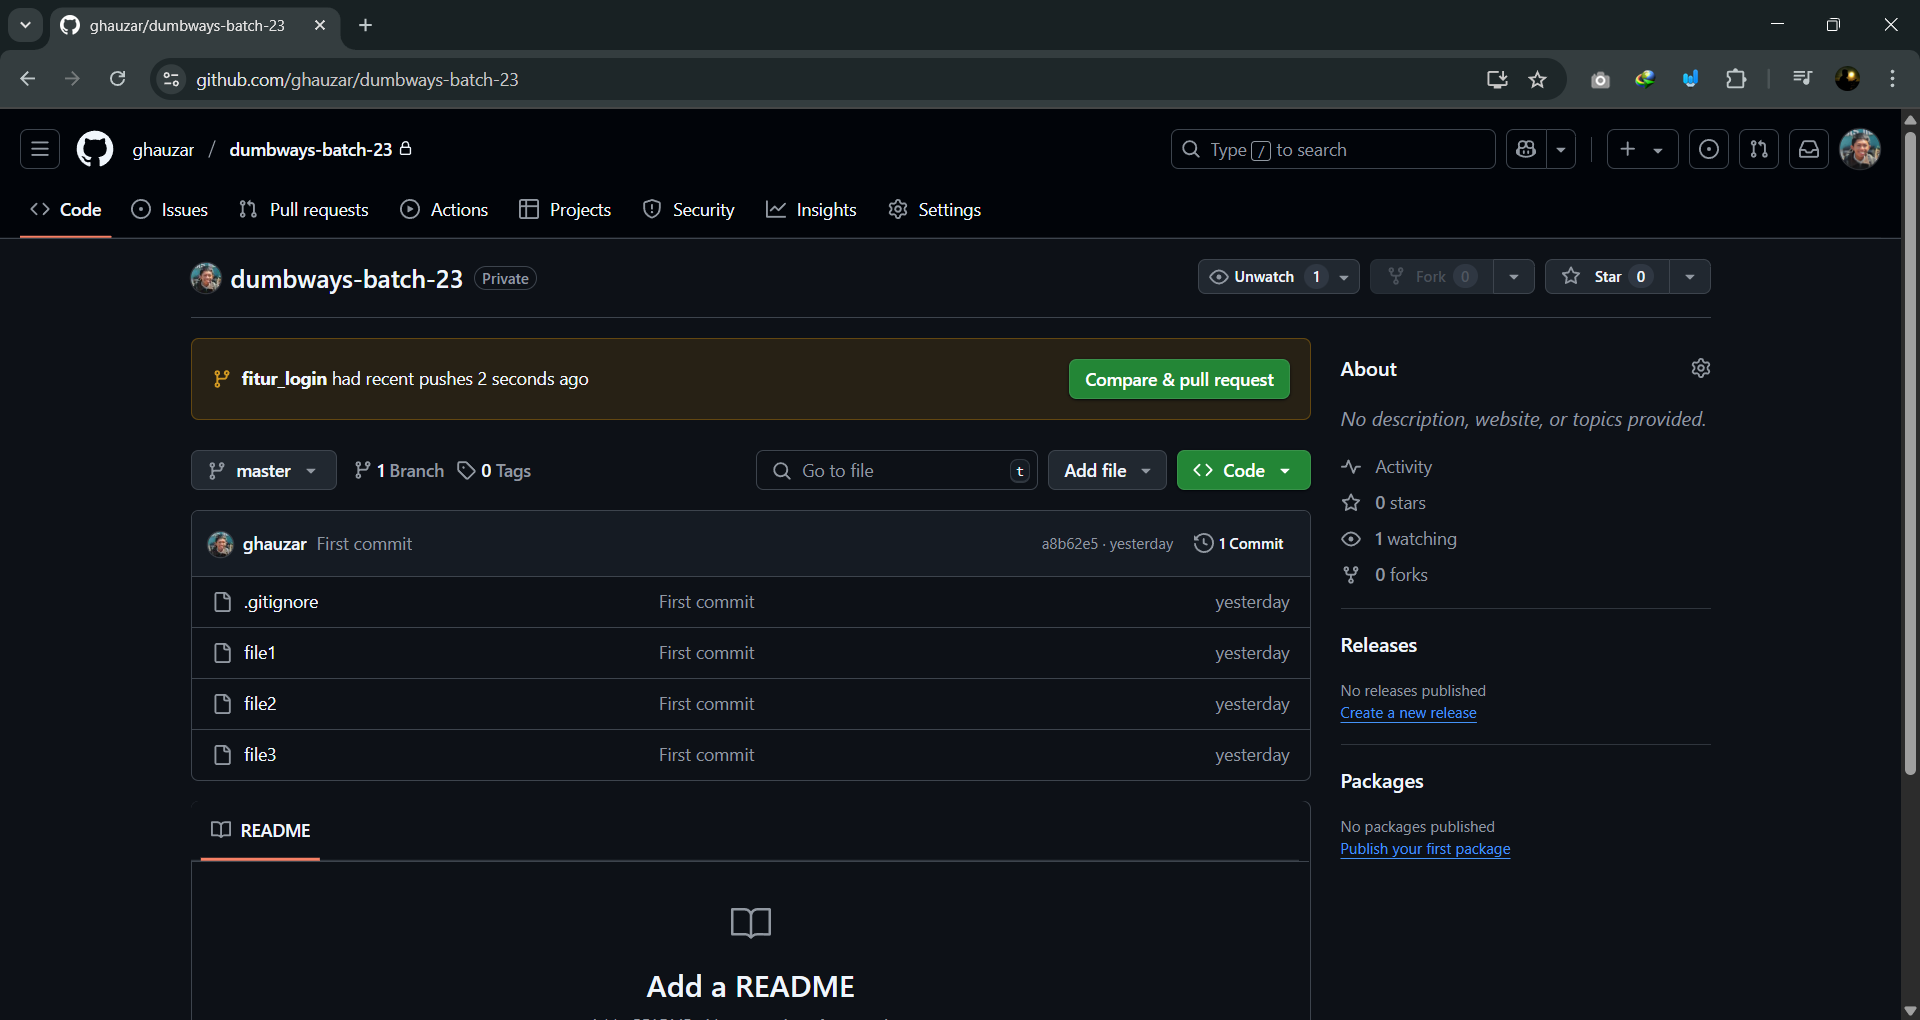 ghauzar/dumbways-batch-23
github.com/ghauzar/dumbways-batch-23
ghauzar / dumbways-batch-23
Type / to search
Code Issues Pull requests Actions Projects Security Insights Settings
dumbways-batch-23 Private
Unwatch 1 Fork 0 Star 0
fitur_login had recent pushes 2 seconds ago
Compare & pull request
master 1 Branch 0 Tags
Go to file t Add file Code
ghauzar First commit a8b62e5 · yesterday 1 Commit
.gitignore First commit yesterday
file1 First commit yesterday
file2 First commit yesterday
file3 First commit yesterday
README
Add a README
About
No description, website, or topics provided.
Activity
0 stars
1 watching
0 forks
Releases
No releases published
Create a new release
Packages
No packages published
Publish your first package